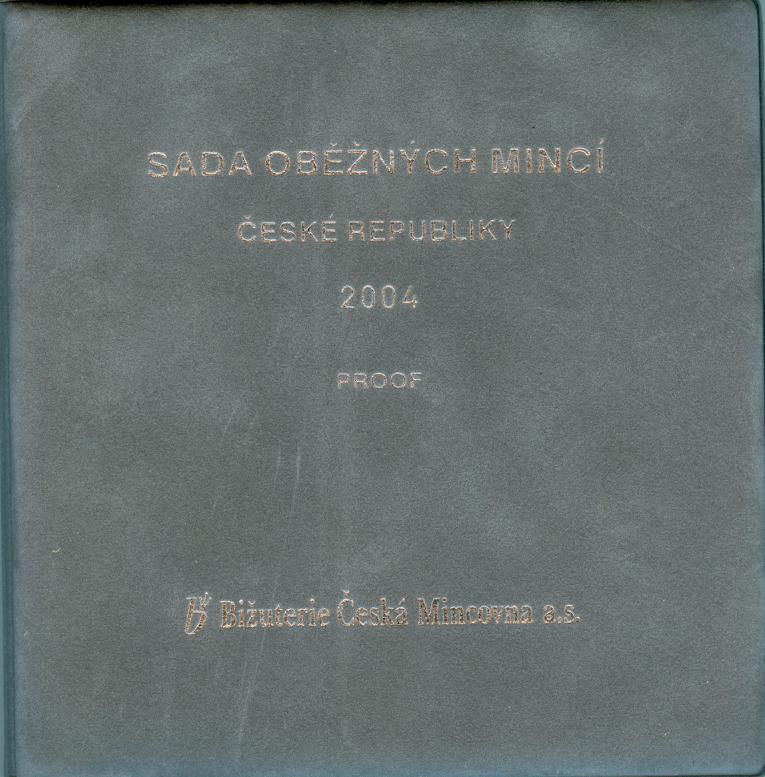 SADA OBĚŽNÝCH MINCÍ
ČESKÉ REPUBLIKY
2004
PROOF
Bižuterie Česká Mincovna a.s.